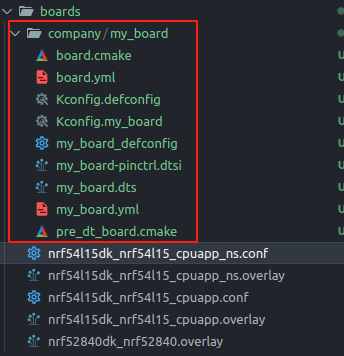 boards
company / my_board
board.cmake
board.yml
Kconfig.defconfig
Kconfig.my_board
my_board_defconfig
my_board-pinctrl.dtsi
my_board.dts
my_board.yml
pre_dt_board.cmake
nrf54l15dk_nrf54l15_cpuapp_ns.conf
nrf54l15dk_nrf54l15_cpuapp_ns.overlay
nrf54l15dk_nrf54l15_cpuapp.conf
nrf54l15dk_nrf54l15_cpuapp.overlay
nrf52840dk_nrf52840.overlay